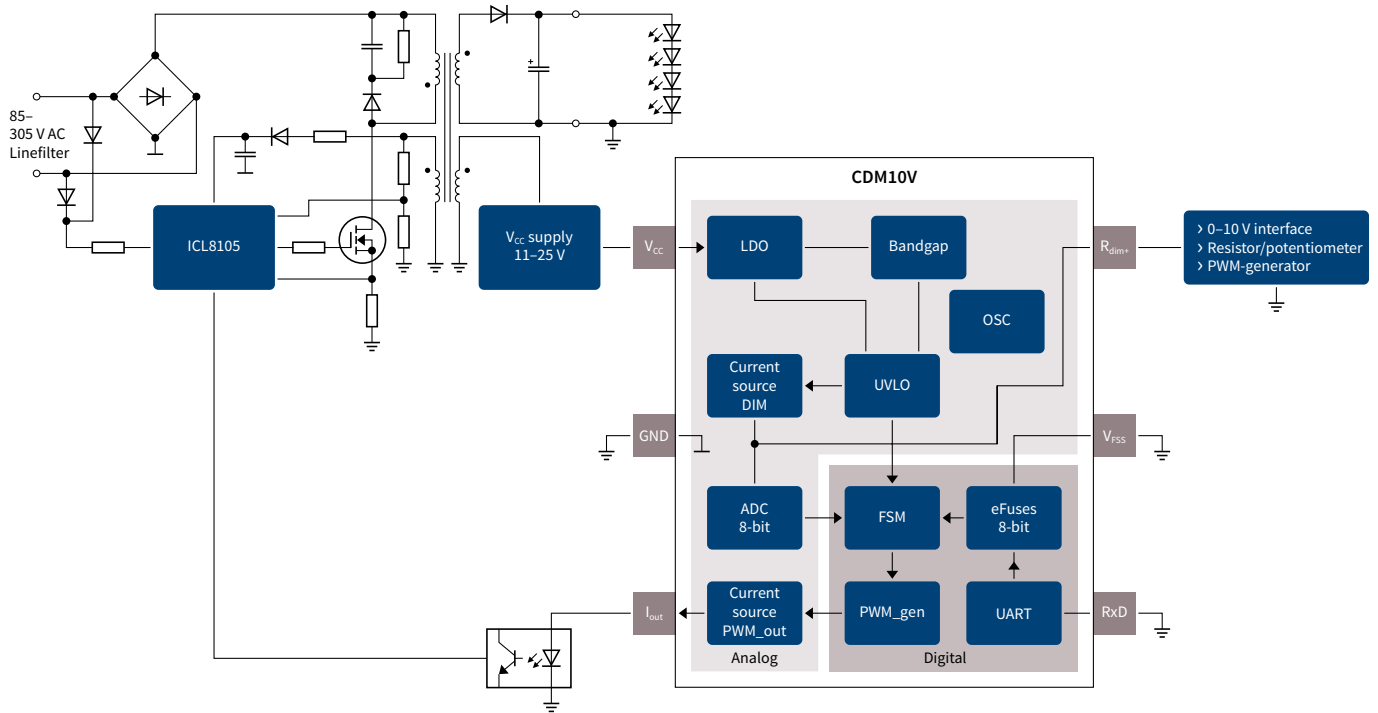 85–
305 V AC
Linefilter
ICL8105
+
VCC supply
11–25 V
CDM10V
VCC
LDO
Bandgap
OSC
Current
source
DIM
UVLO
Rdim+
› 0–10 V interface
› Resistor/potentiometer
› PWM-generator
GND
VFSS
ADC
8-bit
FSM
eFuses
8-bit
Iout
Current
source
PWM_out
PWM_gen
UART
RxD
Analog
Digital